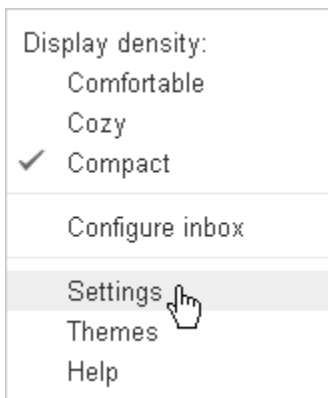 Display density:
Comfortable
Cozy
Compact
Configure inbox
Settings
Themes
Help